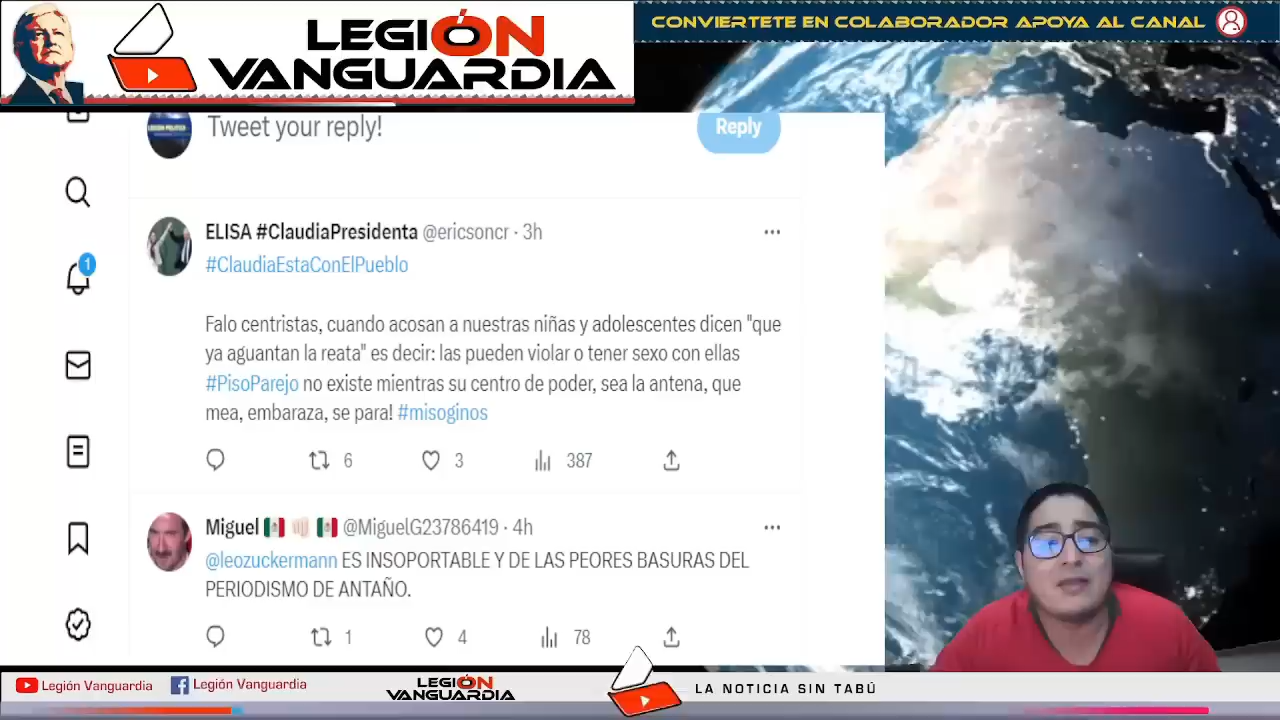 LEGIÓN
VANGUARDIA
CONVIERTETE EN COLABORADOR APOYA AL CANAL
Tweet your reply!
Reply
ELISA #ClaudiaPresidenta @ericsoncr · 3h
#ClaudiaEstaConElPueblo
Falo centristas, cuando acosan a nuestras niñas y adolescentes dicen "que
ya aguantan la reata" es decir: las pueden violar o tener sexo con ellas
#PisoParejo no existe mientras su centro de poder, sea la antena, que
mea, embaraza, se para! #misoginos
6 3 387
1
Miguel @MiguelG23786419 · 4h
@leozuckermann ES INSOPORTABLE Y DE LAS PEORES BASURAS DEL
PERIODISMO DE ANTAÑO.
1 4 78
Legión Vanguardia Legión Vanguardia
LEGIÓN
VANGUARDIA
LA NOTICIA SIN TABÚ